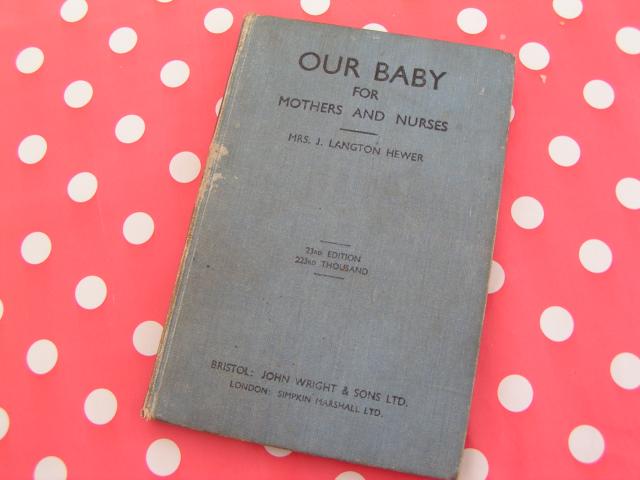 OUR BABY
FOR
MOTHERS AND NURSES
MRS. J. LANGTON HEWER
23RD EDITION
223RD THOUSAND
BRISTOL: JOHN WRIGHT & SONS LTD.
LONDON: SIMPKIN MARSHALL LTD.